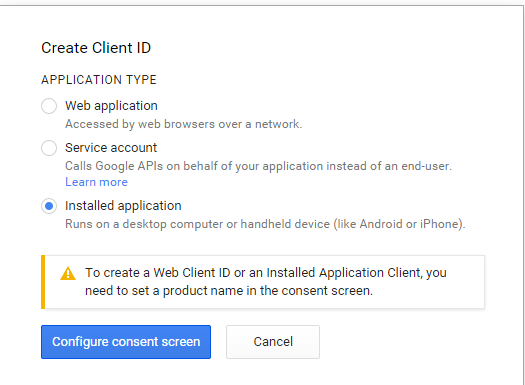 Create Client ID
APPLICATION TYPE
Web application
Accessed by web browsers over a network.
Service account
Calls Google APIs on behalf of your application instead of an end-user.
Learn more
Installed application
Runs on a desktop computer or handheld device (like Android or iPhone).
To create a Web Client ID or an Installed Application Client, you
need to set a product name in the consent screen.
Configure consent screen
Cancel